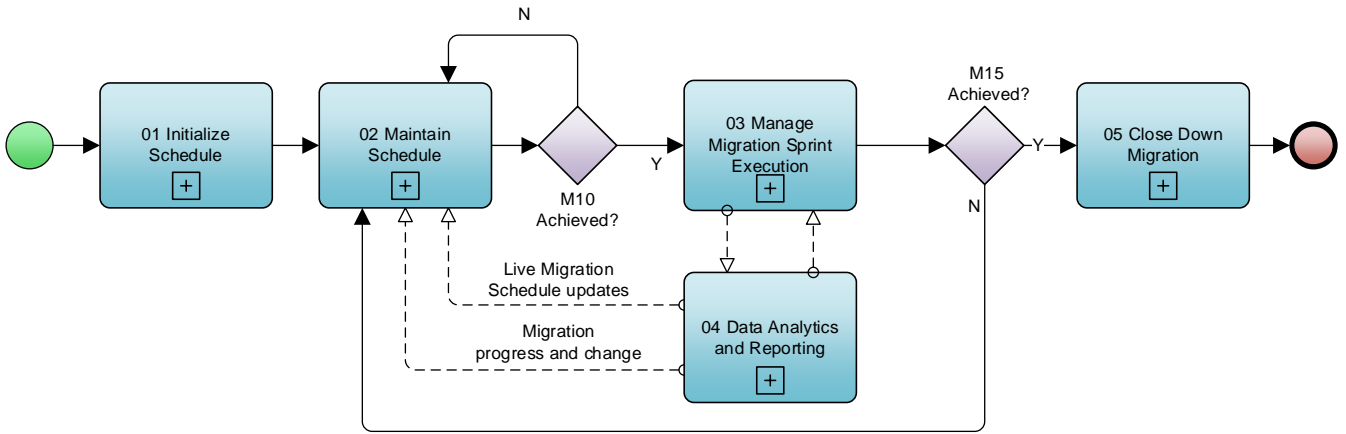 N
01 Initialize
Schedule
02 Maintain
Schedule
M10
Achieved?
Y
03 Manage
Migration Sprint
Execution
M15
Achieved?
Y
N
05 Close Down
Migration
Live Migration
Schedule updates
Migration
progress and change
04 Data Analytics
and Reporting